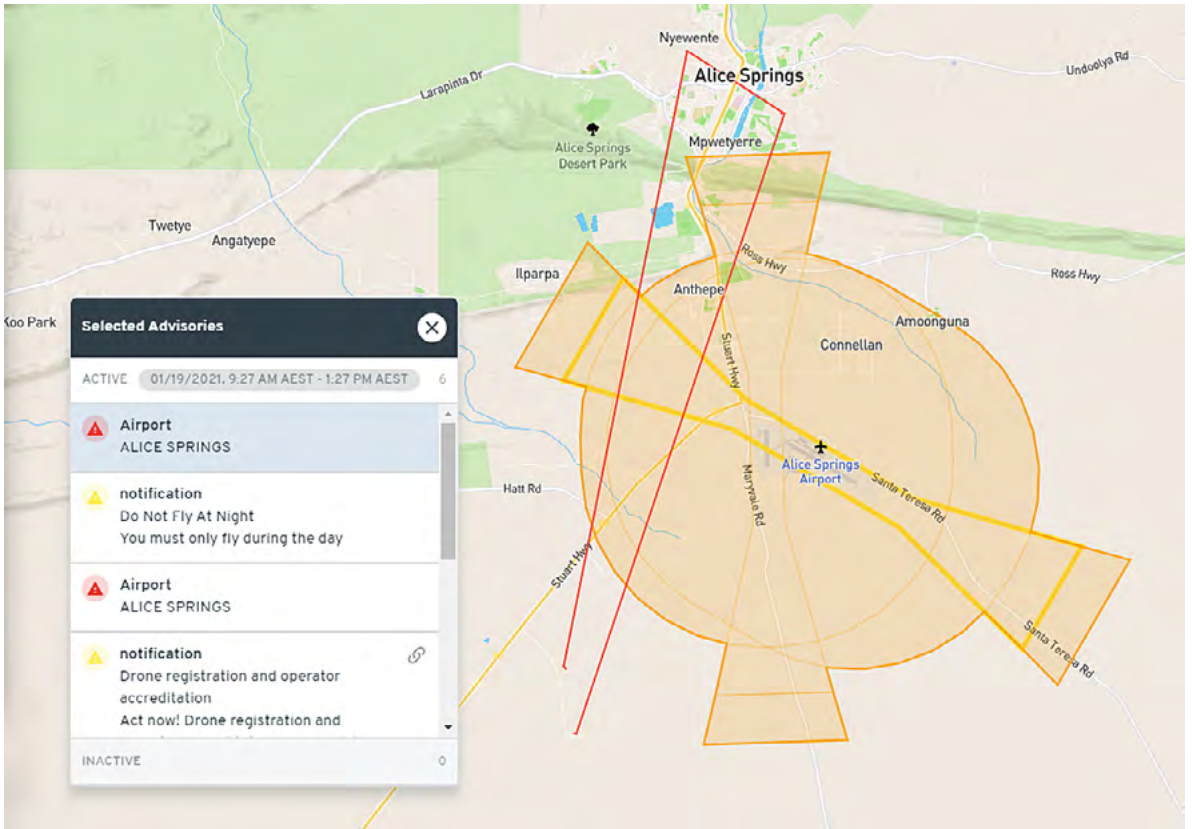 Nyewente
Alice Springs
Undoolya Rd
Larapinta Dr
Alice Springs
Desert Park
Mpwetyerre
Twetye
Angatyepe
Ross Hwy
Ross Hwy
Ilparpa
Anthepe
Koo Park
Amoonguna
Connellan
Stuart Hwy
Alice Springs
Airport
Santa Teresa Rd
Maryvale Rd
Hatt Rd
Stuart Hwy
Santa Teresa Rd
Selected Advisories
ACTIVE 01/19/2021, 9:27 AM AEST - 1:27 PM AEST 6
Airport
ALICE SPRINGS
notification
Do Not Fly At Night
You must only fly during the day
Airport
ALICE SPRINGS
notification
Drone registration and operator
accreditation
Act now! Drone registration and
INACTIVE 0